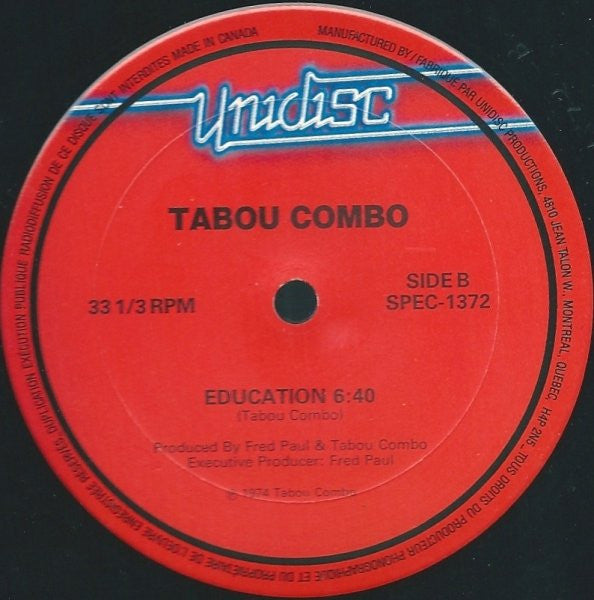 Unidisc
TABOU COMBO
33 1/3 RPM
SIDE B
SPEC-1372
EDUCATION 6:40
(Tabou Combo)
Produced By Fred Paul & Tabou Combo
Executive Producer: Fred Paul
© 1974 Tabou Combo
MANUFACTURED BY / FABRIQUÉ PAR UNIDISC PRODUCTIONS, 4810 JEAN TALON W., MONTREAL, QUEBEC, H4P 2N5_ TOUS DROITS DU PRODUCTEUR PHONOGRAPHIQUE ET DU PROPRIÉTAIRE DE L'OEUVRE ENREGISTRÉE RÉSERVÉS DUPLICATION EXÉCUTION PUBLIQUE RADIODIFFUSION DE CE DISQUE SONT INTERDITES MADE IN CANADA